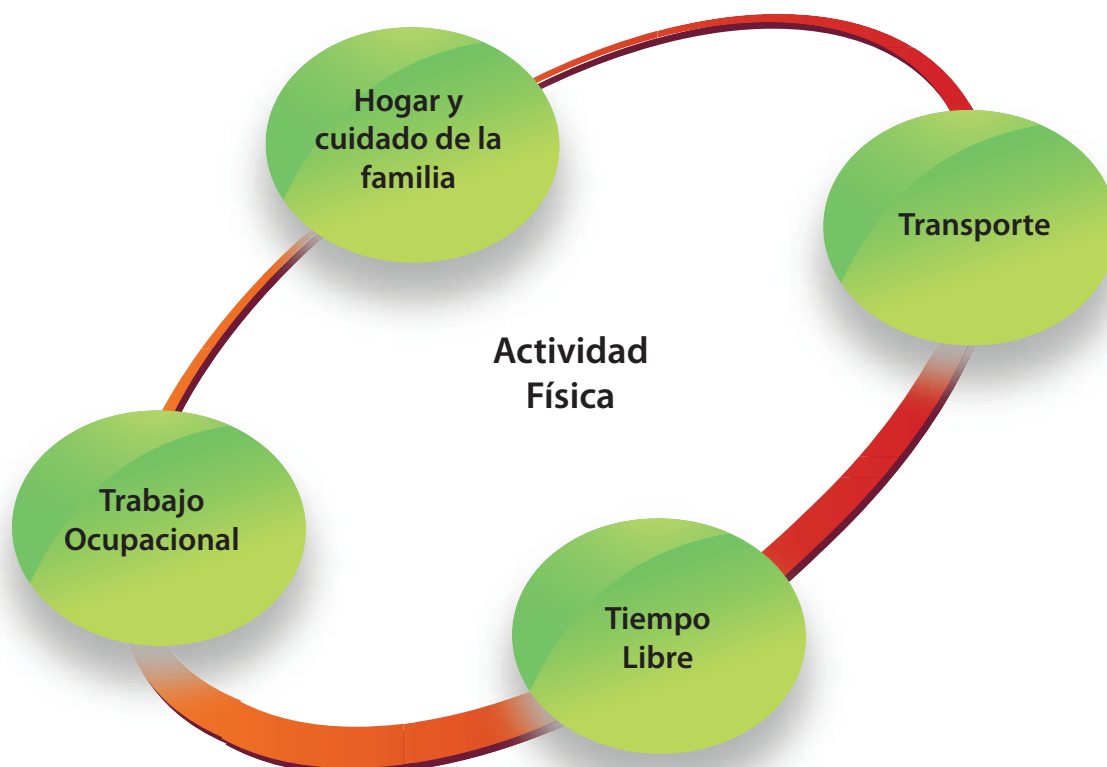 Hogar y
cuidado de la
familia
Transporte
Actividad
Física
Trabajo
Ocupacional
Tiempo
Libre